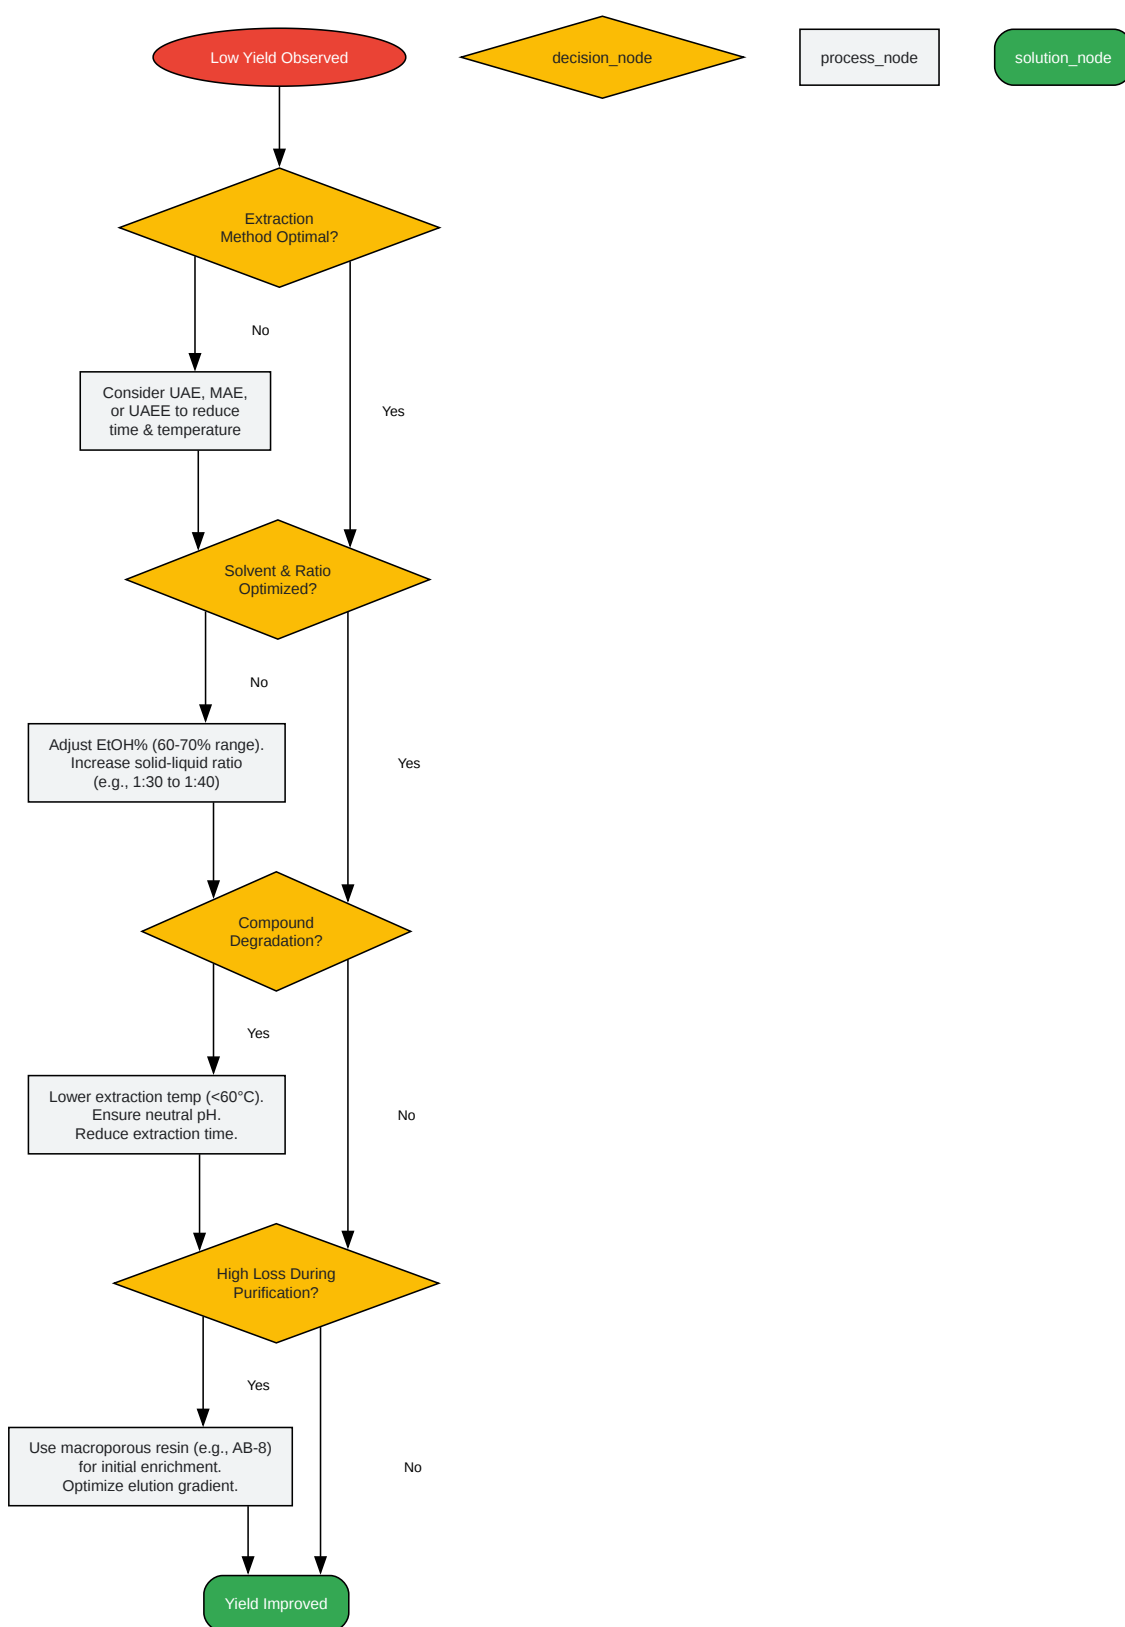 Low Yield Observed
decision_node
process_node
solution_node
Extraction
Method Optimal?
No
Consider UAE, MAE,
or UAEE to reduce
time & temperature
Yes
Solvent & Ratio
Optimized?
No
Adjust EtOH% (60-70% range).
Increase solid-liquid ratio
(e.g., 1:30 to 1:40)
Yes
Compound
Degradation?
Yes
Lower extraction temp (<60°C).
Ensure neutral pH.
Reduce extraction time.
No
High Loss During
Purification?
Yes
Use macroporous resin (e.g., AB-8)
for initial enrichment.
Optimize elution gradient.
No
Yield Improved